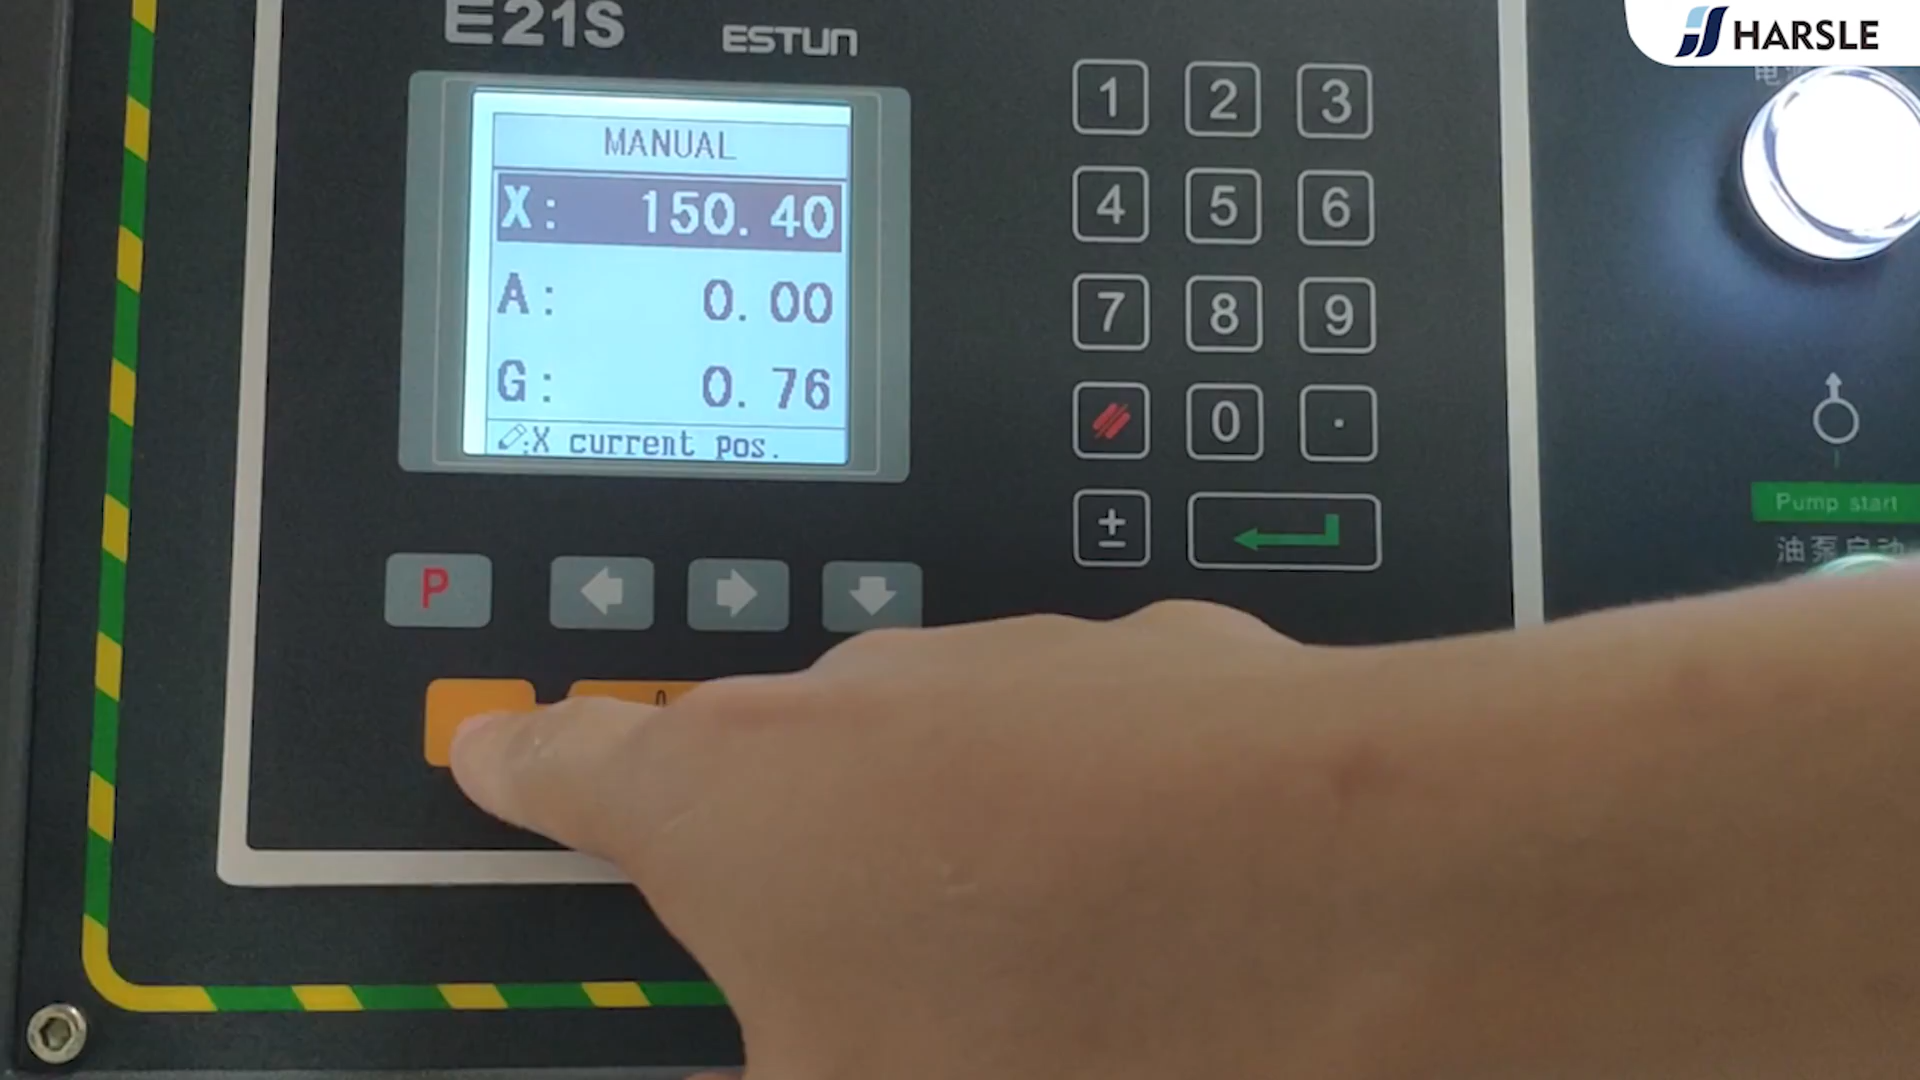 E21S
ESTUN
HARSLE
MANUAL
X: 150.40
A: 0.00
G: 0.76
:X current pos.
1 2 3
4 5 6
7 8 9
0 .
±
P
Pump start
油泵启动